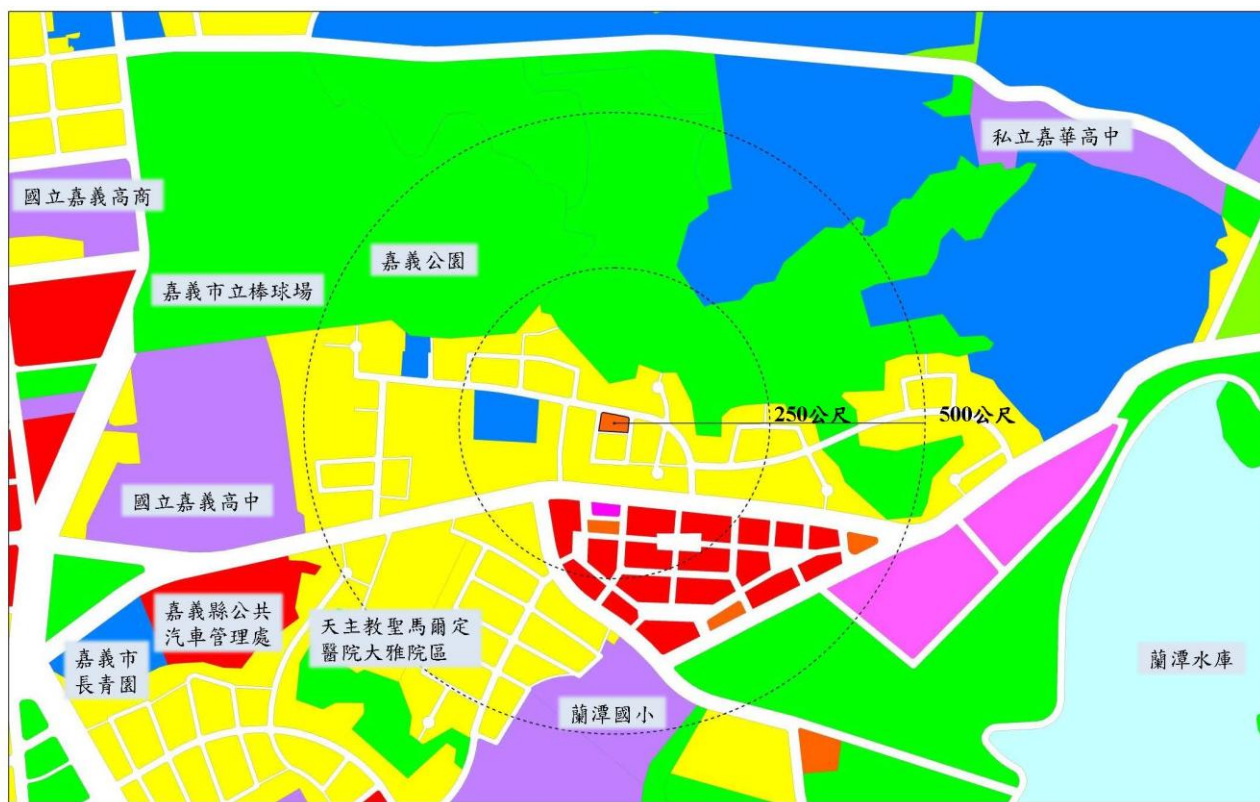 私立嘉華高中
國立嘉義高商
嘉義公園
嘉義市立棒球場
250公尺
500公尺
國立嘉義高中
嘉義縣公共
汽車管理處
天主教聖馬爾定
醫院大雅院區
嘉義市
長青園
蘭潭水庫
蘭潭國小